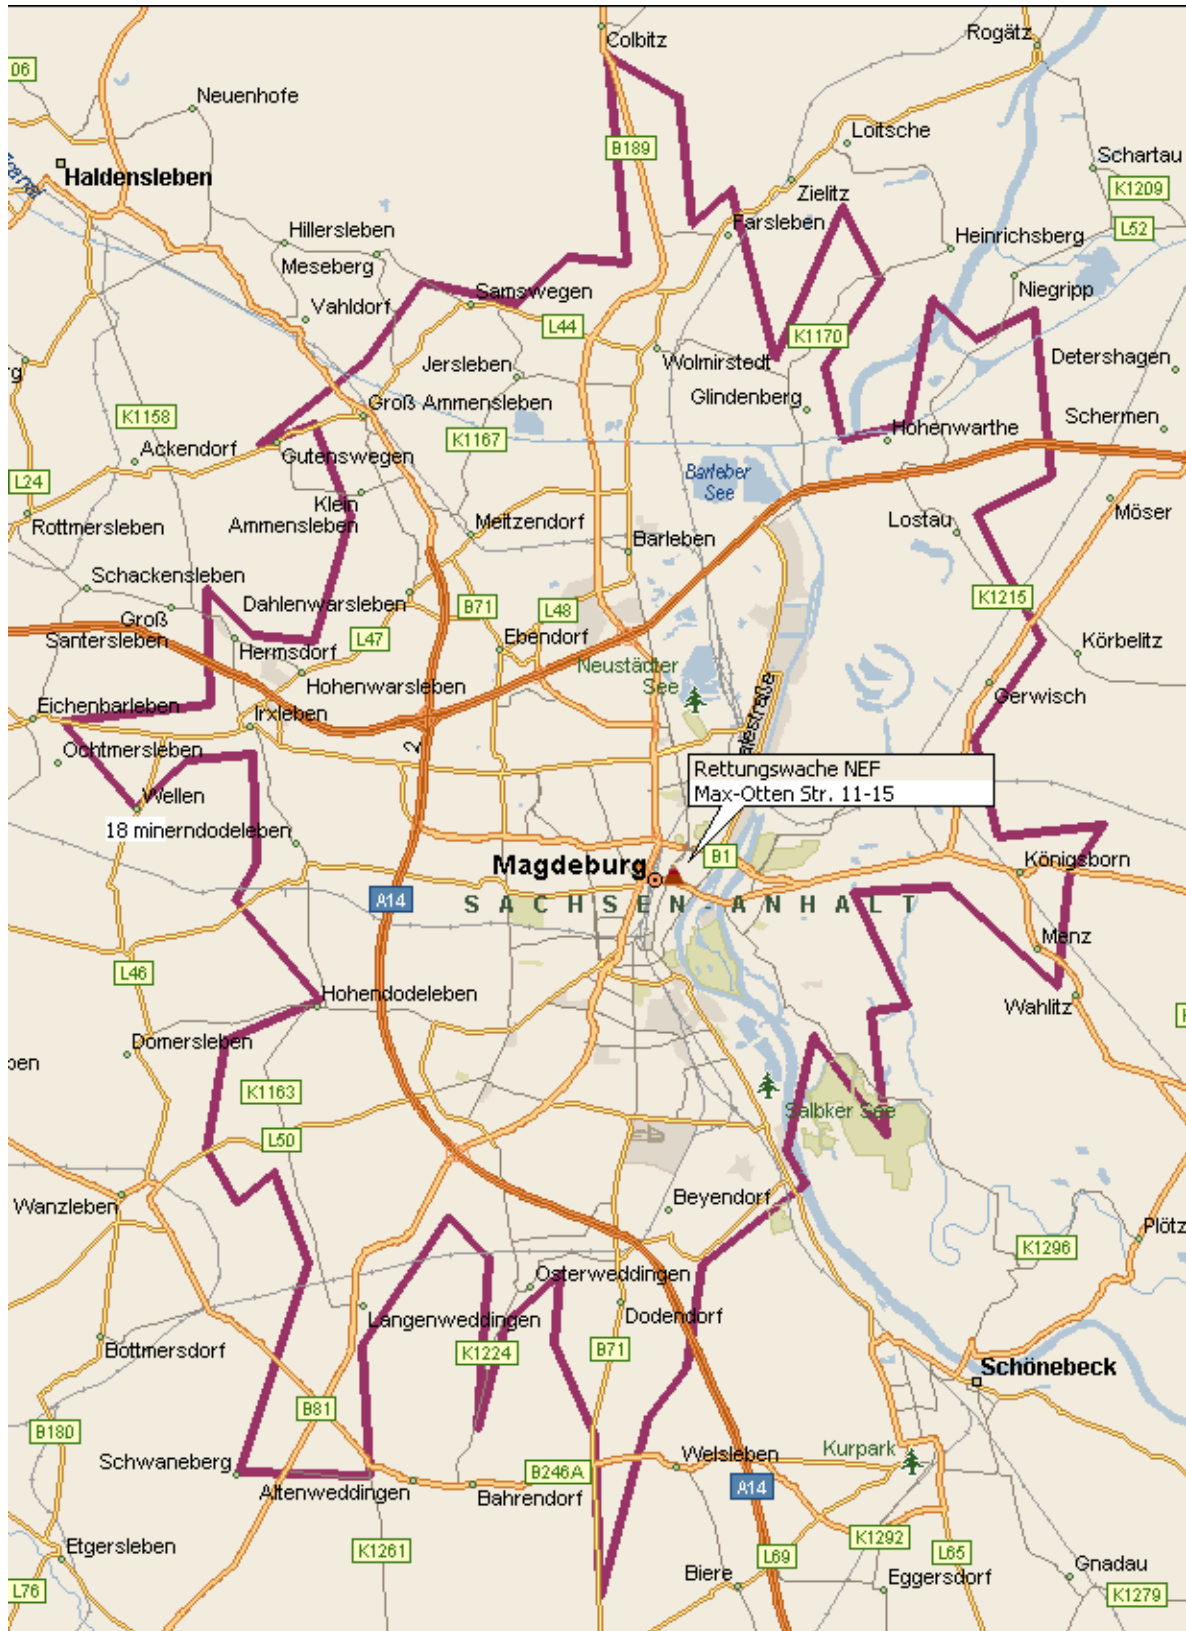 Colbitz
Rogätz
06
Neuenhofe
Loitsche
B189
Schartau
Haldensleben
Zielitz
K1209
Hillersleben
Farsleben
L52
Heinrichsberg
Meseberg
Niegripp
Samswegen
Vahldorf
L44
K1170
Jersleben
Wolmirstedt
Detershagen
rg
Glindenberg
K1158
Groß Ammensleben
Schermen
K1167
Hohenwarthe
Ackendorf
Gutenswegen
Barleber
See
L24
Klein
Ammensleben
Möser
Rottmersleben
Meitzendorf
Lostau
Barleben
Schackensleben
Dahlenwarsleben
B71
L48
K1215
Groß
Santersleben
L47
Ebendorf
Hermsdorf
Körbelitz
Neustädter
See
Hohenwarsleben
Gerwisch
Eichenbarleben
Irxleben
2
Ochtmersleben
Rettungswache NEF
Max-Otten Str. 11-15
Wellen
18 minerndodeleben
B1
Königsborn
Magdeburg
A14
SACHSEN-ANHALT
Menz
L46
Hohendodeleben
Wahlitz
Domersleben
ben
K1163
Salbker See
L50
Wanzleben
Beyendorf
Plötz
K1296
Osterweddingen
Langenweddingen
Dodendorf
Bottmersdorf
K1224
B71
Schönebeck
B81
B180
Kurpark
Schwaneberg
Welsleben
B246A
A14
Altenweddingen
Bahrendorf
K1292
Etgersleben
K1261
L69
L65
Gnadau
L76
Biere
Eggersdorf
K1279